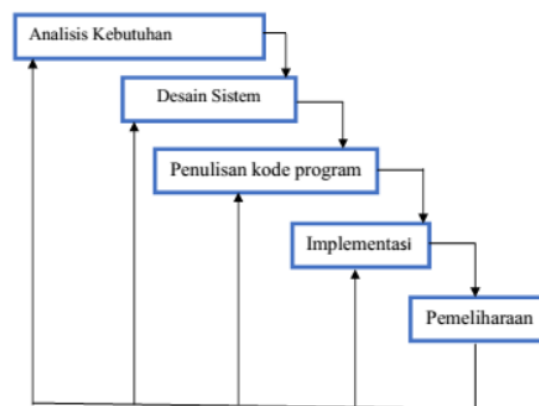 Analisis Kebutuhan
Desain Sistem
Penulisan kode program
Implementasi
Pemeliharaan